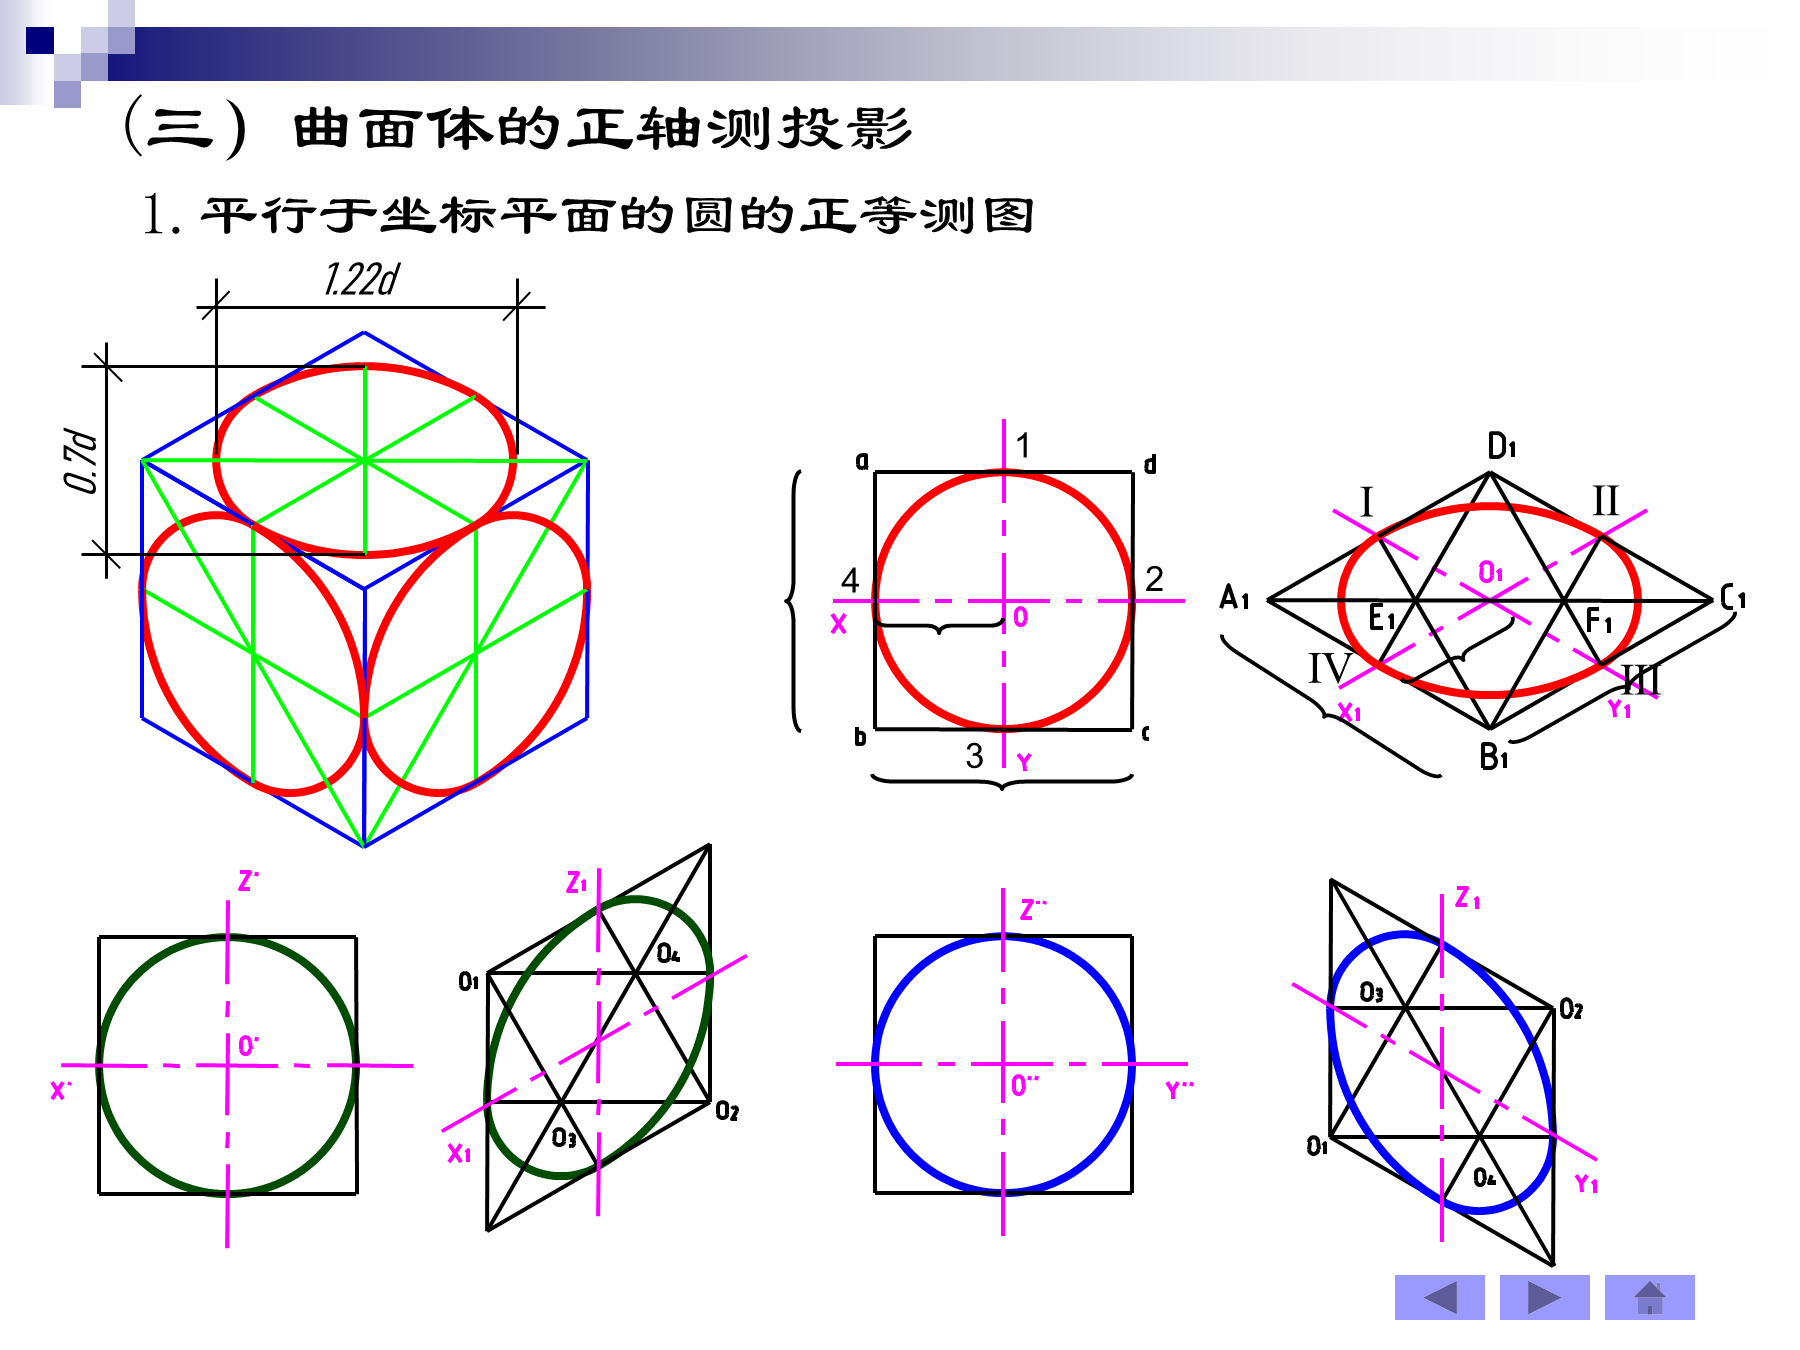 (三) 曲面体的正轴测投影
1.平行于坐标平面的圆的正等测图
1.22d
0.7d
a
1
d
4
2
X
O
b
3
Y
c
D1
I
II
O1
A1
E1
F1
C1
IV
III
X1
Y1
B1
Z'
O'
X'
Z1
O4
O1
O3
O2
X1
Z''
O''
Y''
Z1
O3
O2
O1
O4
Y1